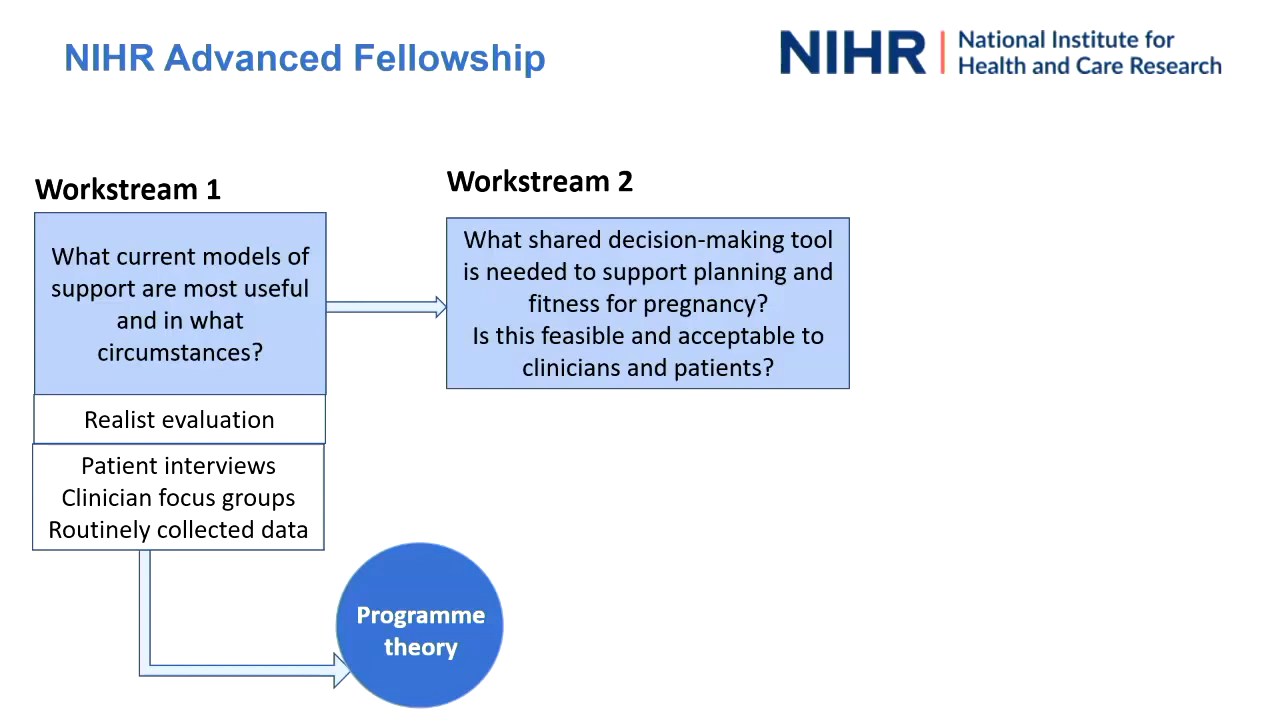 NIHR Advanced Fellowship
NIHR | National Institute for
Health and Care Research
Workstream 1
What current models of
support are most useful
and in what
circumstances?
Realist evaluation
Patient interviews
Clinician focus groups
Routinely collected data
Programme
theory
Workstream 2
What shared decision-making tool
is needed to support planning and
fitness for pregnancy?
Is this feasible and acceptable to
clinicians and patients?